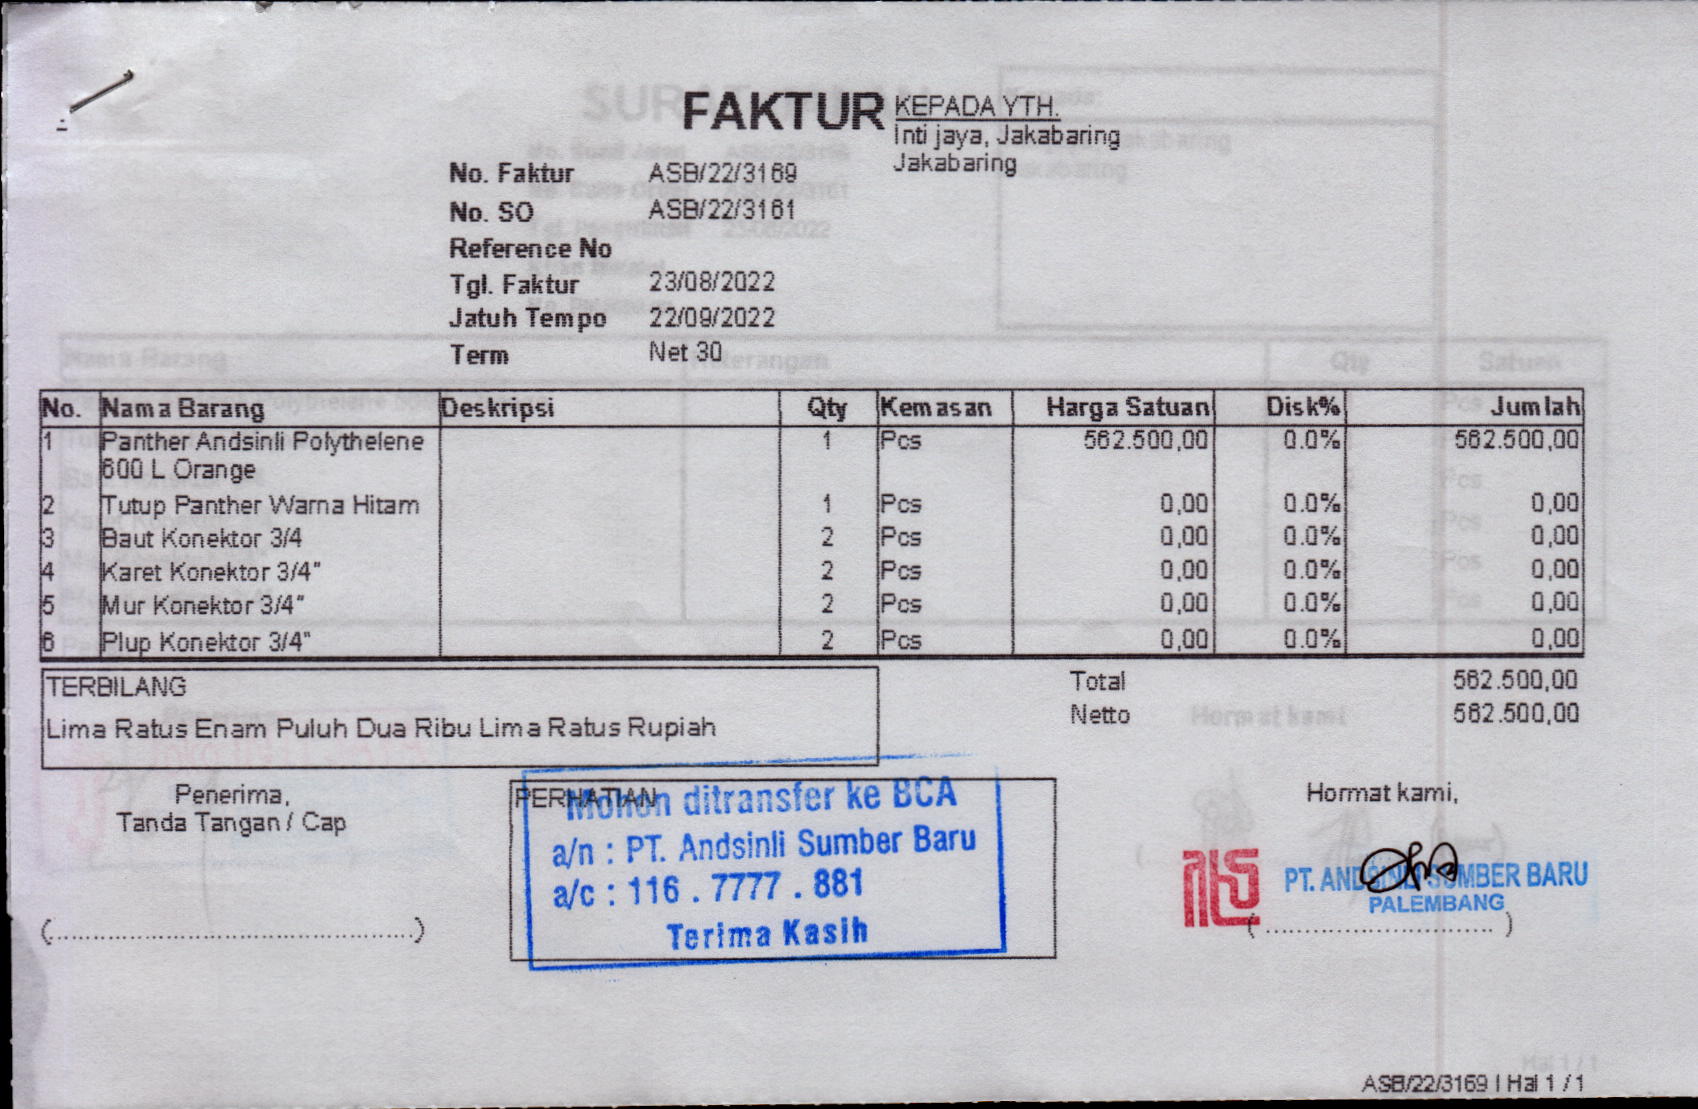 FAKTUR
KEPADA YTH.
Inti jaya, Jakabaring
Jakabaring
No. Faktur ASB/22/3169
No. SO ASB/22/3161
Reference No
Tgl. Faktur 23/08/2022
Jatuh Tempo 22/09/2022
Term Net 30
No. Nama Barang Deskripsi Qty Kemasan Harga Satuan Disk% Jumlah
1 Panther Andsinli Polythelene 1 Pcs 562.500,00 0.0% 562.500,00
600 L Orange
2 Tutup Panther Warna Hitam 1 Pcs 0,00 0.0% 0,00
3 Baut Konektor 3/4 2 Pcs 0,00 0.0% 0,00
4 Karet Konektor 3/4" 2 Pcs 0,00 0.0% 0,00
5 Mur Konektor 3/4" 2 Pcs 0,00 0.0% 0,00
6 Plup Konektor 3/4" 2 Pcs 0,00 0.0% 0,00
TERBILANG
Lima Ratus Enam Puluh Dua Ribu Lima Ratus Rupiah
Total 562.500,00
Netto 562.500,00
Penerima,
Tanda Tangan / Cap
(................................................)
PERHATIAN
Mohon ditransfer ke BCA
a/n : PT. Andsinli Sumber Baru
a/c : 116 . 7777 . 881
Terima Kasih
Hormat kami,
PT. ANDSINLI SUMBER BARU
PALEMBANG
(..............................)
ASB/22/3169 | Hal 1 / 1